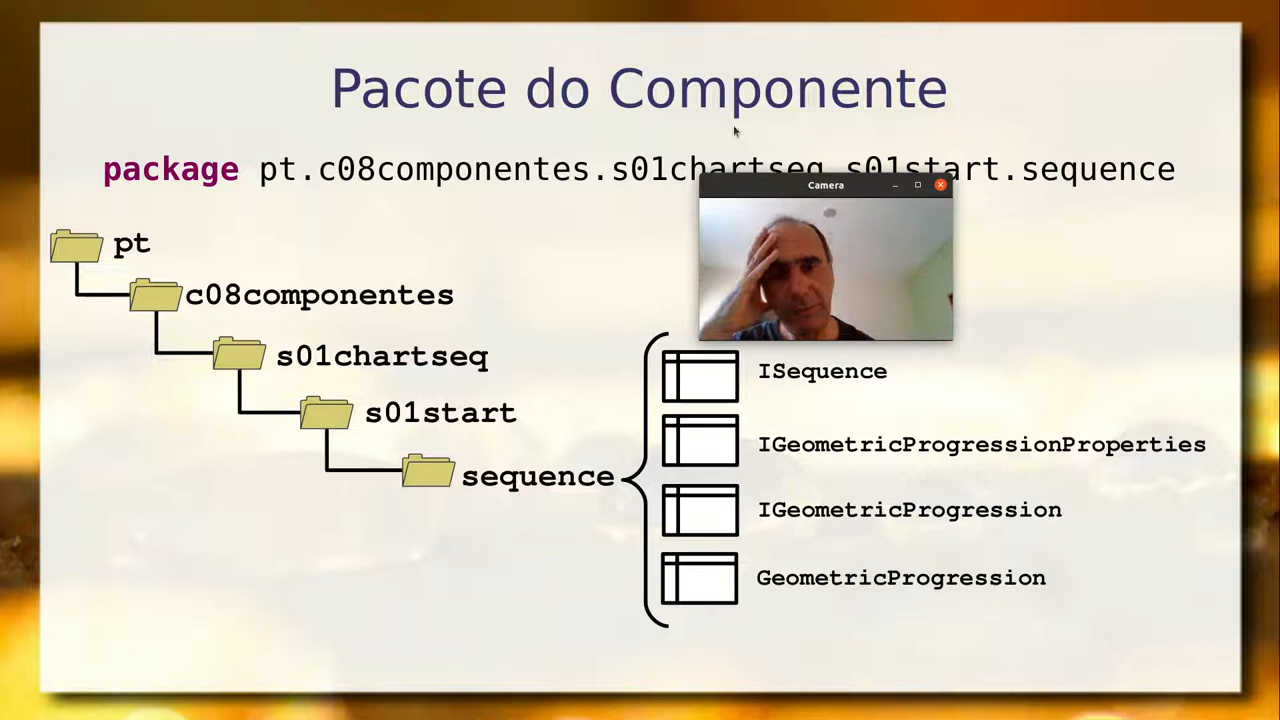 Pacote do Componente
package pt.c08componentes.s01chartseq.s01start.sequence
Camera
pt
c08componentes
s01chartseq
s01start
sequence
ISequence
IGeometricProgressionProperties
IGeometricProgression
GeometricProgression